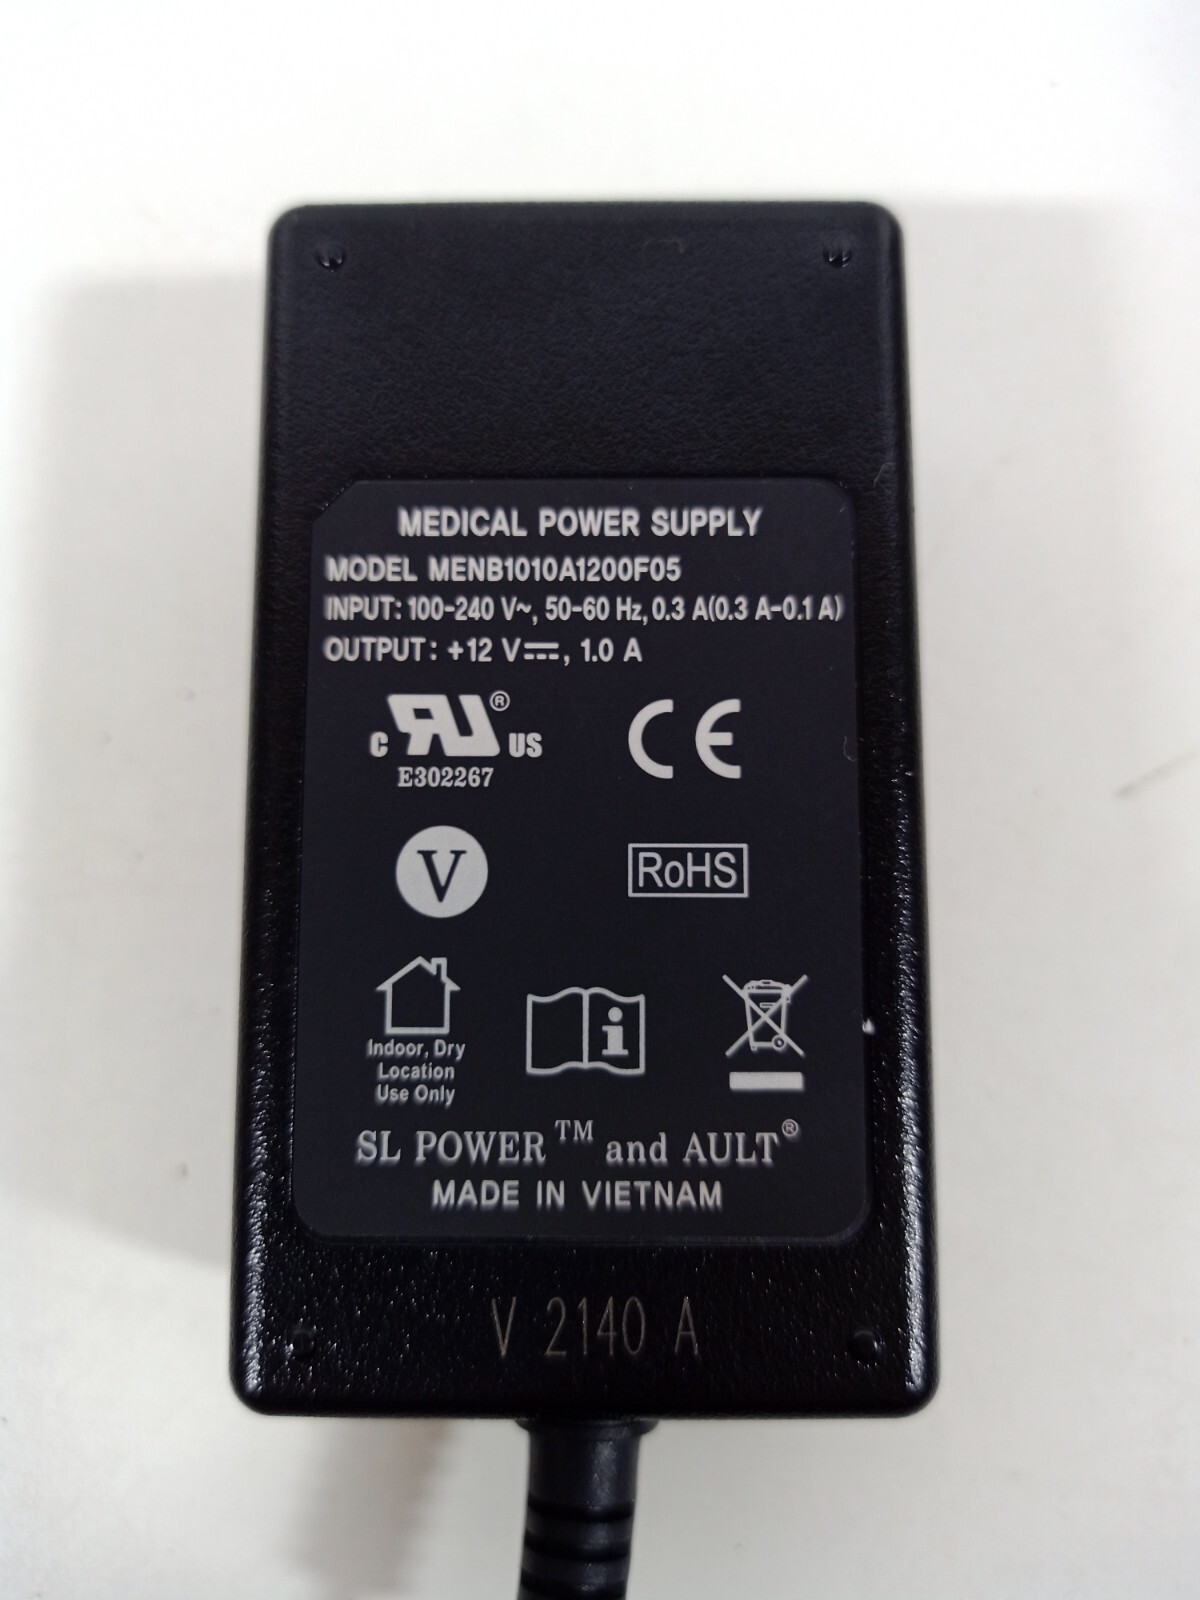 MEDICAL POWER SUPPLY
MODEL MENB1010A1200F05
INPUT: 100-240 V~, 50-60 Hz, 0.3 A(0.3 A-0.1 A)
OUTPUT: +12 V⎓, 1.0 A
c RU® US
E302267
CE
V
RoHS
Indoor, Dry
Location
Use Only
i
SL POWER™ and AULT®
MADE IN VIETNAM
V 2140 A